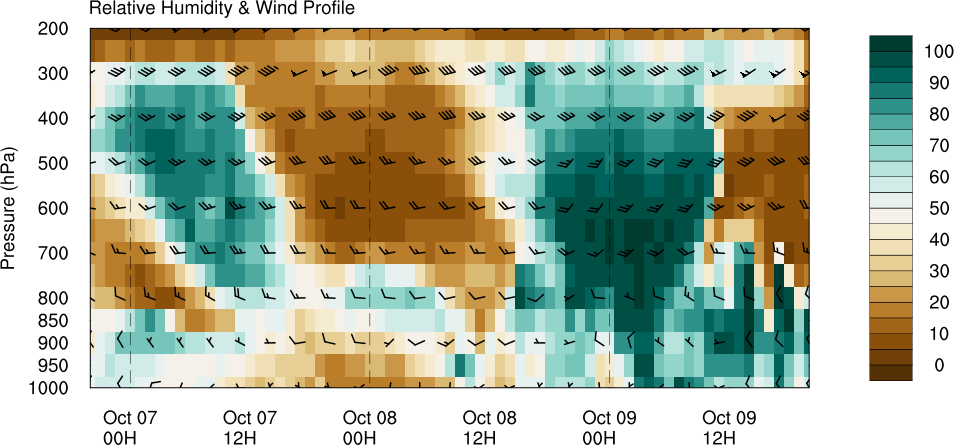 Relative Humidity & Wind Profile
Pressure (hPa)
200
300
400
500
600
700
800
850
900
950
1000
Oct 07 00H
Oct 07 12H
Oct 08 00H
Oct 08 12H
Oct 09 00H
Oct 09 12H
100
90
80
70
60
50
40
30
20
10
0